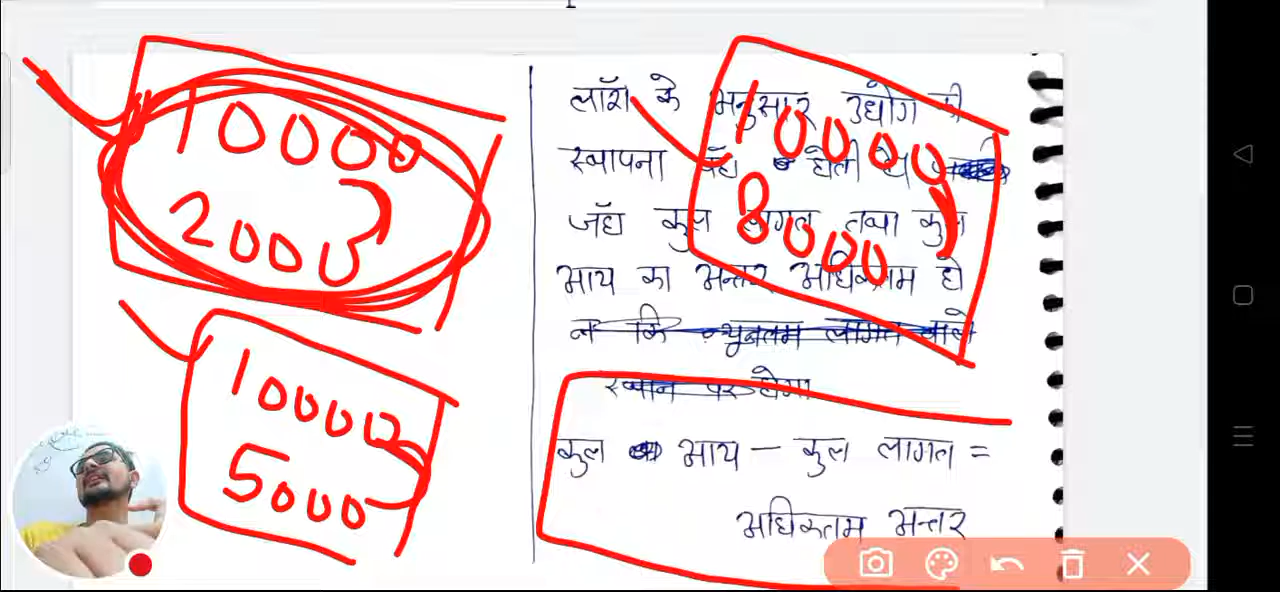 10000
2000
10000
5000
लॉश के अनुसार उद्योग की
10000
स्थापना वहाँ होती है
जहाँ कुल लागत तथा कुल
8000
आय का अन्तर अधिकतम हो
न कि न्यूनतम लागत वाले
स्थान पर होगा
कुल आय - कुल लागत =
अधिकतम अन्तर